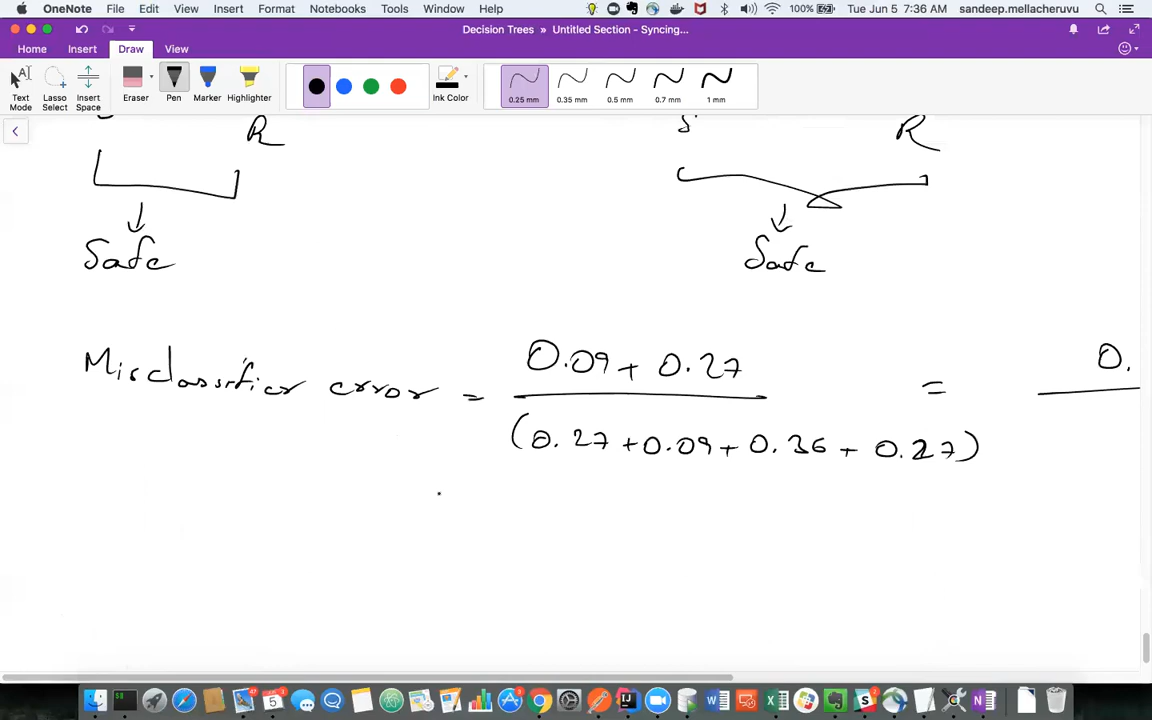 OneNote File Edit View Insert Format Notebooks Tools Window Help 100% Tue Jun 5 7:36 AM sandeep.mellacheruvu
Decision Trees » Untitled Section - Syncing...
Home Insert Draw View
Text Mode Lasso Select Insert Space Eraser Pen Marker Highlighter Ink Color 0.25 mm 0.35 mm 0.5 mm 0.7 mm 1 mm
R R
Safe Safe
Misclassifier error = 0.09 + 0.27 = 0.
(0.27 + 0.09 + 0.36 + 0.27)